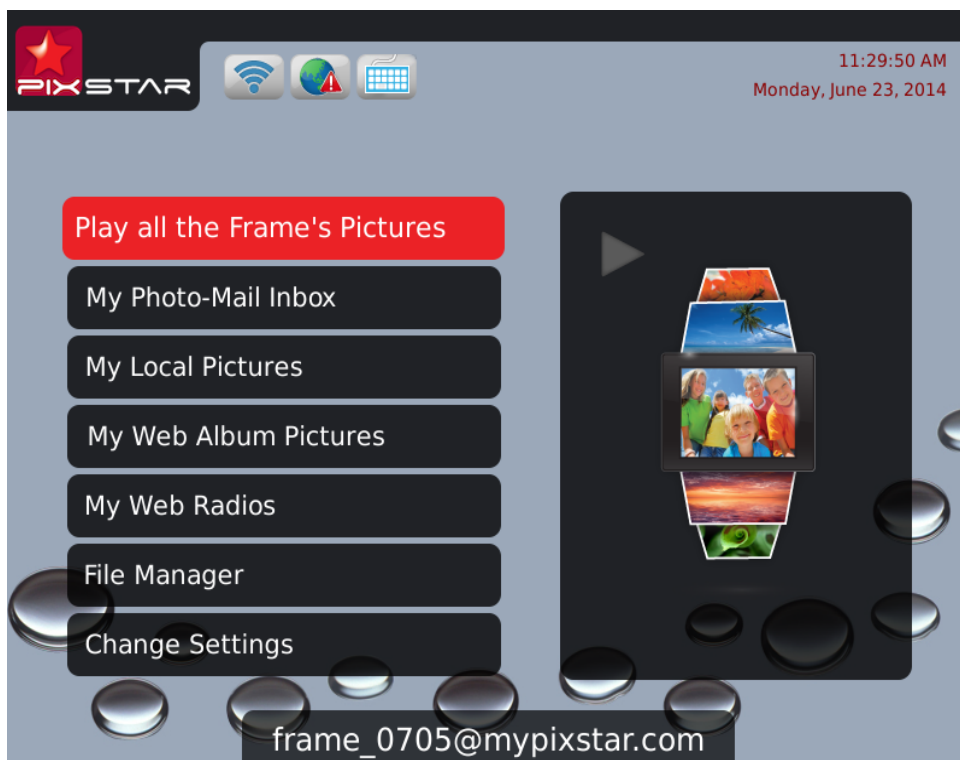 PIXSTAR
11:29:50 AM
Monday, June 23, 2014
Play all the Frame's Pictures
My Photo-Mail Inbox
My Local Pictures
My Web Album Pictures
My Web Radios
File Manager
Change Settings
frame_0705@mypixstar.com